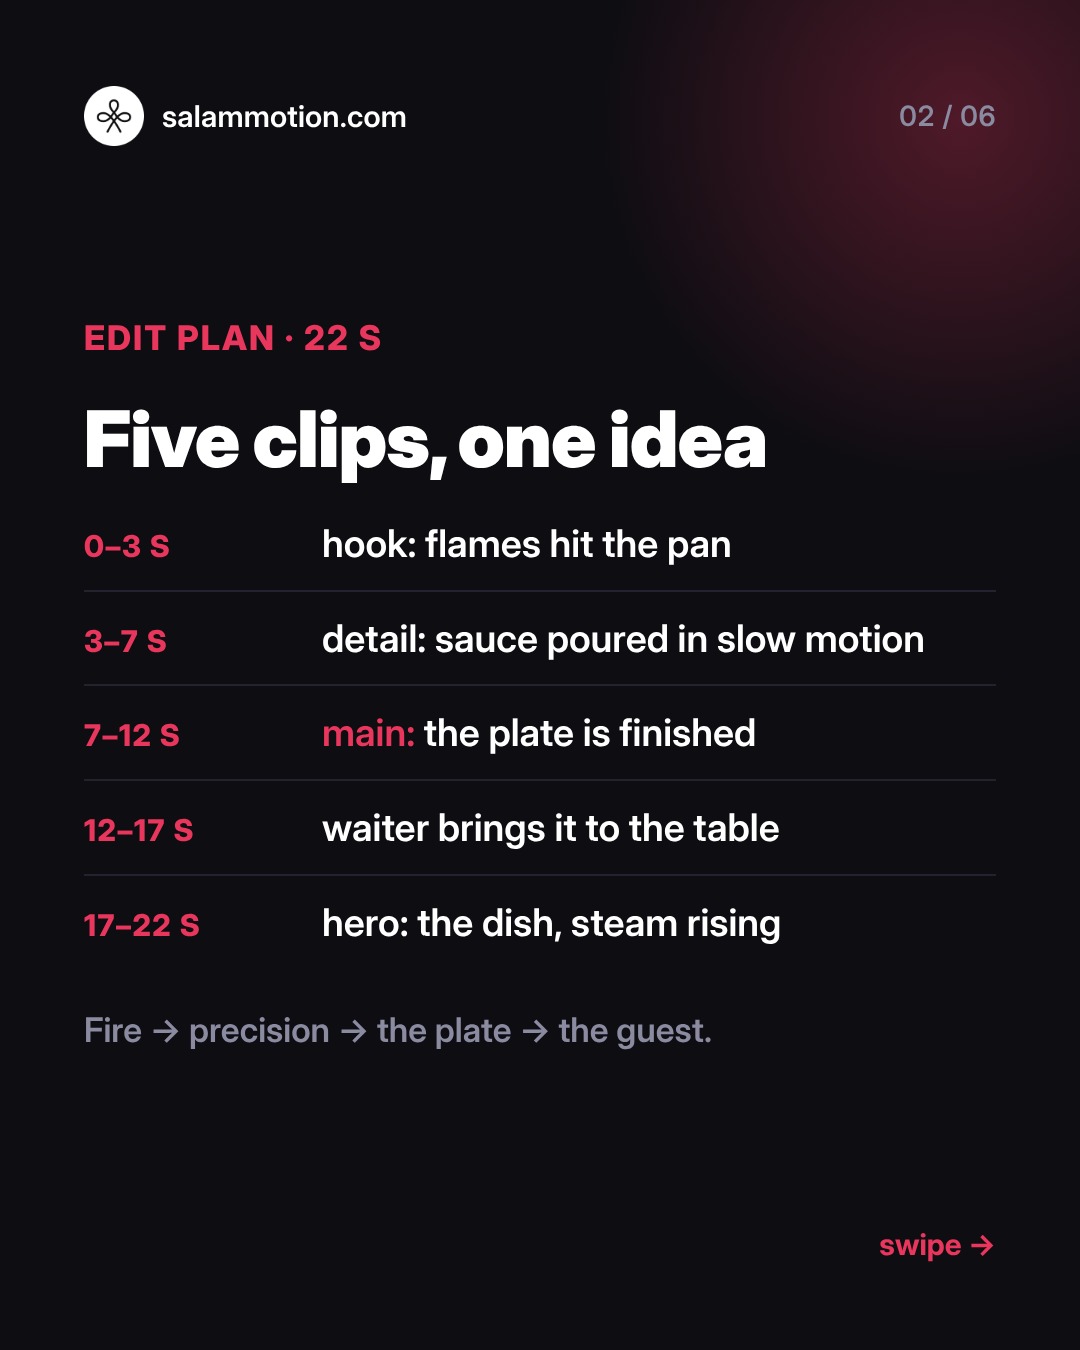 salammotion.com
02 / 06
EDIT PLAN · 22 S
Five clips, one idea
0–3 S hook: flames hit the pan
3–7 S detail: sauce poured in slow motion
7–12 S main: the plate is finished
12–17 S waiter brings it to the table
17–22 S hero: the dish, steam rising
Fire → precision → the plate → the guest.
swipe →